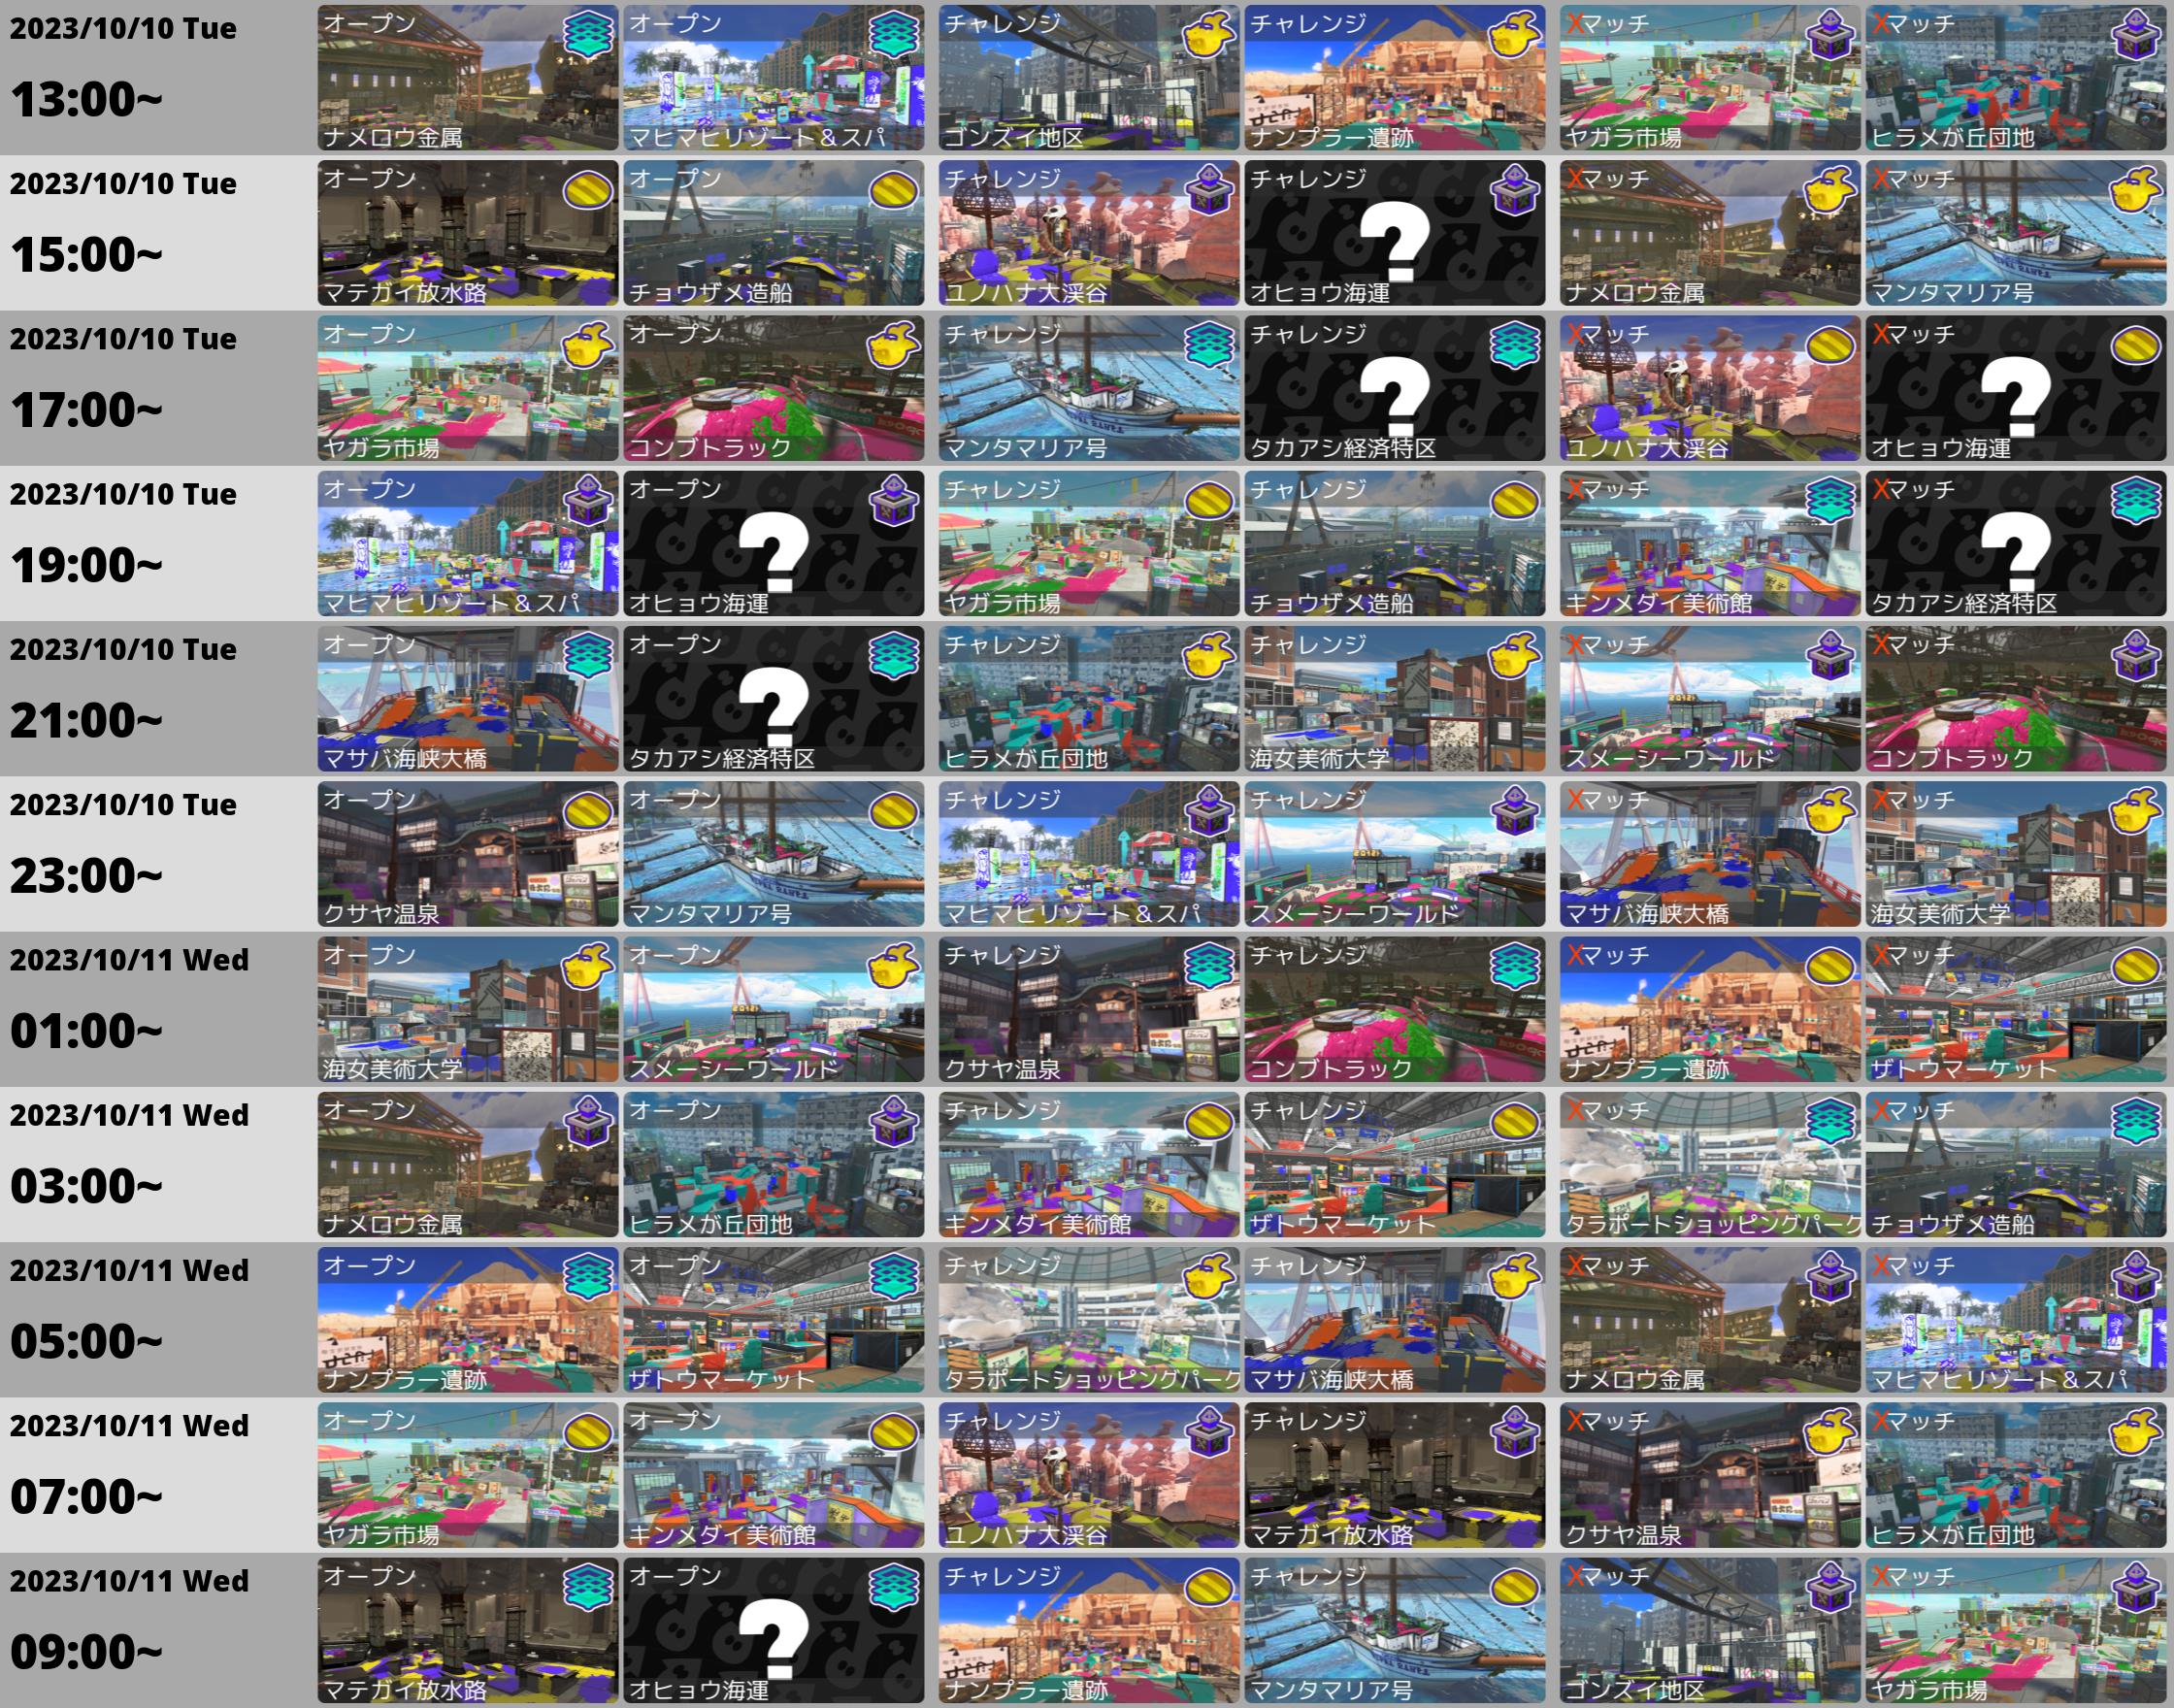 2023/10/10 Tue
13:00~
オープン
ナメロウ金属
オープン
マヒマヒリゾート＆スパ
チャレンジ
ゴンズイ地区
チャレンジ
ナンプラー遺跡
Xマッチ
ヤガラ市場
Xマッチ
ヒラメが丘団地
2023/10/10 Tue
15:00~
オープン
マテガイ放水路
オープン
チョウザメ造船
チャレンジ
ユノハナ大渓谷
チャレンジ
?
オヒョウ海運
Xマッチ
ナメロウ金属
Xマッチ
マンタマリア号
2023/10/10 Tue
17:00~
オープン
ヤガラ市場
オープン
コンブトラック
チャレンジ
マンタマリア号
チャレンジ
?
タカアシ経済特区
Xマッチ
ユノハナ大渓谷
Xマッチ
?
オヒョウ海運
2023/10/10 Tue
19:00~
オープン
マヒマヒリゾート＆スパ
オープン
?
オヒョウ海運
チャレンジ
ヤガラ市場
チャレンジ
チョウザメ造船
Xマッチ
キンメダイ美術館
Xマッチ
?
タカアシ経済特区
2023/10/10 Tue
21:00~
オープン
マサバ海峡大橋
オープン
?
タカアシ経済特区
チャレンジ
ヒラメが丘団地
チャレンジ
海女美術大学
Xマッチ
スメーシーワールド
Xマッチ
コンブトラック
2023/10/10 Tue
23:00~
オープン
クサヤ温泉
オープン
マンタマリア号
チャレンジ
マヒマヒリゾート＆スパ
チャレンジ
スメーシーワールド
Xマッチ
マサバ海峡大橋
Xマッチ
海女美術大学
2023/10/11 Wed
01:00~
オープン
海女美術大学
オープン
スメーシーワールド
チャレンジ
クサヤ温泉
チャレンジ
コンブトラック
Xマッチ
ナンプラー遺跡
Xマッチ
ザトウマーケット
2023/10/11 Wed
03:00~
オープン
ナメロウ金属
オープン
ヒラメが丘団地
チャレンジ
キンメダイ美術館
チャレンジ
ザトウマーケット
Xマッチ
タラポートショッピングパーク
Xマッチ
チョウザメ造船
2023/10/11 Wed
05:00~
オープン
ナンプラー遺跡
オープン
ザトウマーケット
チャレンジ
タラポートショッピングパーク
チャレンジ
マサバ海峡大橋
Xマッチ
ナメロウ金属
Xマッチ
マヒマヒリゾート＆スパ
2023/10/11 Wed
07:00~
オープン
ヤガラ市場
オープン
キンメダイ美術館
チャレンジ
ユノハナ大渓谷
チャレンジ
マテガイ放水路
Xマッチ
クサヤ温泉
Xマッチ
ヒラメが丘団地
2023/10/11 Wed
09:00~
オープン
マテガイ放水路
オープン
?
オヒョウ海運
チャレンジ
ナンプラー遺跡
チャレンジ
マンタマリア号
Xマッチ
ゴンズイ地区
Xマッチ
ヤガラ市場